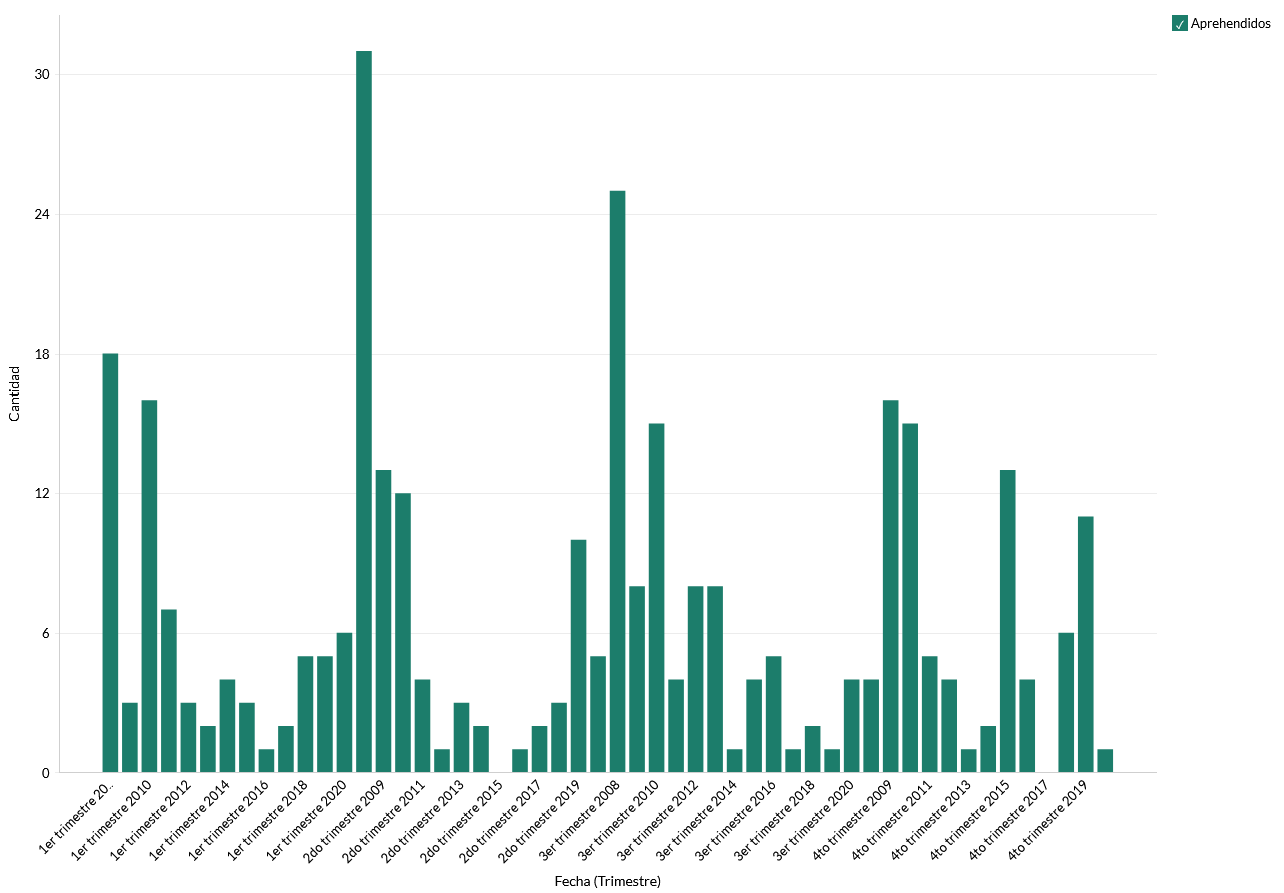 Aprehendidos
30
24
18
12
6
0
Cantidad
1er trimestre 20..
1er trimestre 2010
1er trimestre 2012
1er trimestre 2014
1er trimestre 2016
1er trimestre 2018
1er trimestre 2020
2do trimestre 2009
2do trimestre 2011
2do trimestre 2013
2do trimestre 2015
2do trimestre 2017
2do trimestre 2019
3er trimestre 2008
3er trimestre 2010
3er trimestre 2012
3er trimestre 2014
3er trimestre 2016
3er trimestre 2018
3er trimestre 2020
4to trimestre 2009
4to trimestre 2011
4to trimestre 2013
4to trimestre 2015
4to trimestre 2017
4to trimestre 2019
Fecha (Trimestre)